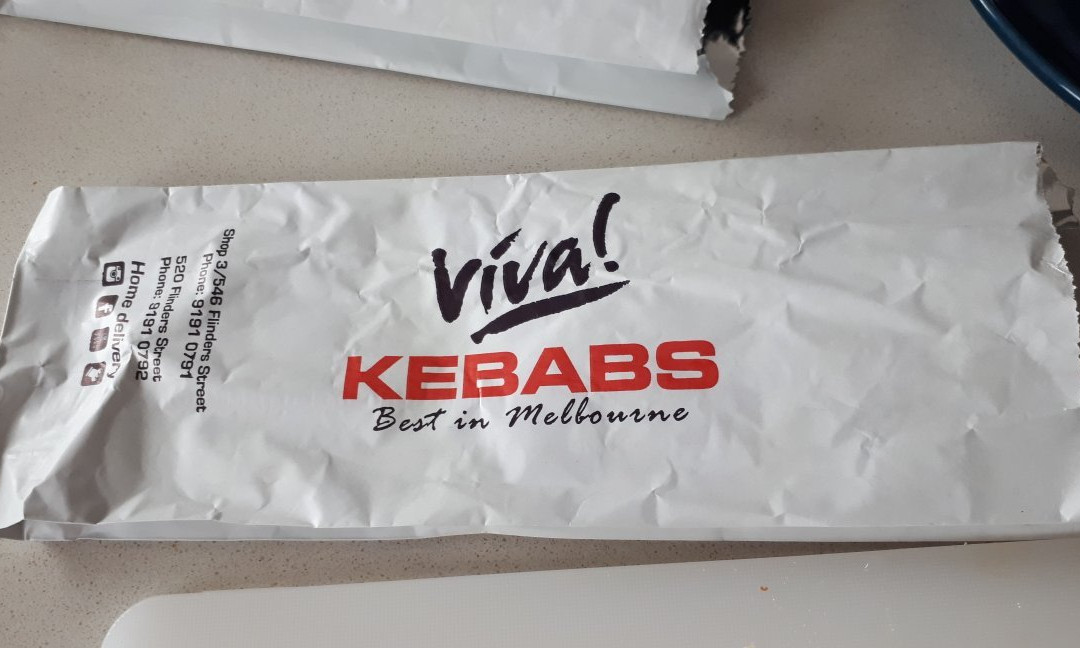 Viva!
KEBABS
Best in Melbourne
Shop 3/546 Flinders Street
Phone: 9191 0791
520 Flinders Street
Phone: 9191 0792
Home delivery